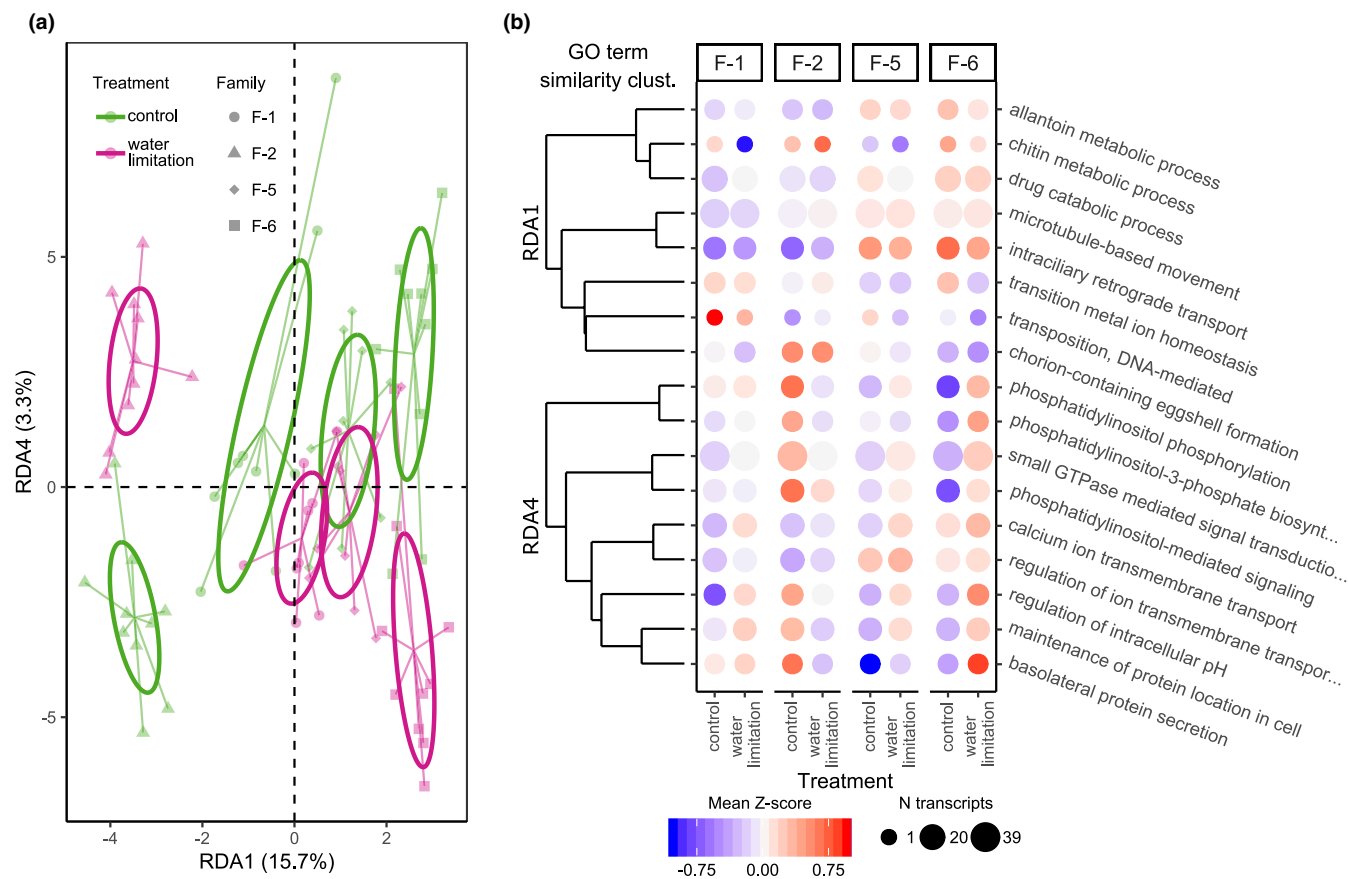 (a)
Treatment
control
water
limitation
Family
F-1
F-2
F-5
F-6
5
0
-5
RDA4 (3.3%)
-4
-2
0
2
RDA1 (15.7%)
(b)
GO term
similarity clust.
F-1
F-2
F-5
F-6
RDA1
RDA4
allantoin metabolic process
chitin metabolic process
drug catabolic process
microtubule-based movement
intraciliary retrograde transport
transition metal ion homeostasis
transposition, DNA-mediated
chorion-containing eggshell formation
phosphatidylinositol phosphorylation
phosphatidylinositol-3-phosphate biosynt...
small GTPase mediated signal transductio...
phosphatidylinositol-mediated signaling
calcium ion transmembrane transport
regulation of ion transmembrane transpor...
regulation of intracellular pH
maintenance of protein location in cell
basolateral protein secretion
control
water
limitation
control
water
limitation
control
water
limitation
control
water
limitation
Treatment
Mean Z-score
-0.75
0.00
0.75
N transcripts
1
20
39